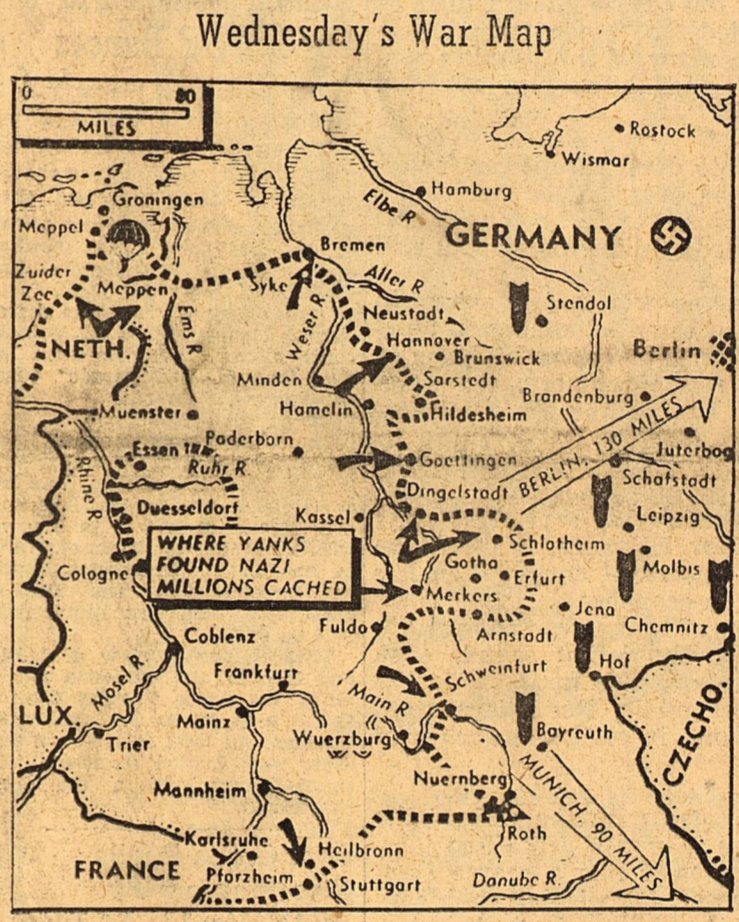 Wednesday's War Map
0 80
MILES
Rostock
Wismar
Hamburg
Elbe R
Groningen
Meppel
GERMANY
Bremen
Zuider
Zee
Meppen
Syke
Aller R
Stendol
Ems R
Weser R
Neustadt
Hannover
Brunswick
Berlin
NETH.
Minden
Sarstedt
Hamelin
Hildesheim
Brandenburg
Muenster
Paderborn
Essen
Ruhr R
Rhine R
Goettingen
BERLIN, 130 MILES
Juterbog
Schafstadt
Duesseldorf
Dingelstadt
Kassel
Leipzig
WHERE YANKS
FOUND NAZI
MILLIONS CACHED
Schlotheim
Gotha
Erfurt
Molbis
Cologne
Merkers
Jena
Fuldo
Arnstadt
Chemnitz
Coblenz
Hof
Frankfurt
Schweinfurt
Mosel R
Main R
LUX.
Mainz
Trier
Wuerzburg
Bayreuth
CZECHO.
Mannheim
Nuernberg
MUNICH, 90 MILES
Roth
Karlsruhe
Heilbronn
FRANCE
Pforzheim
Stuttgart
Danube R.